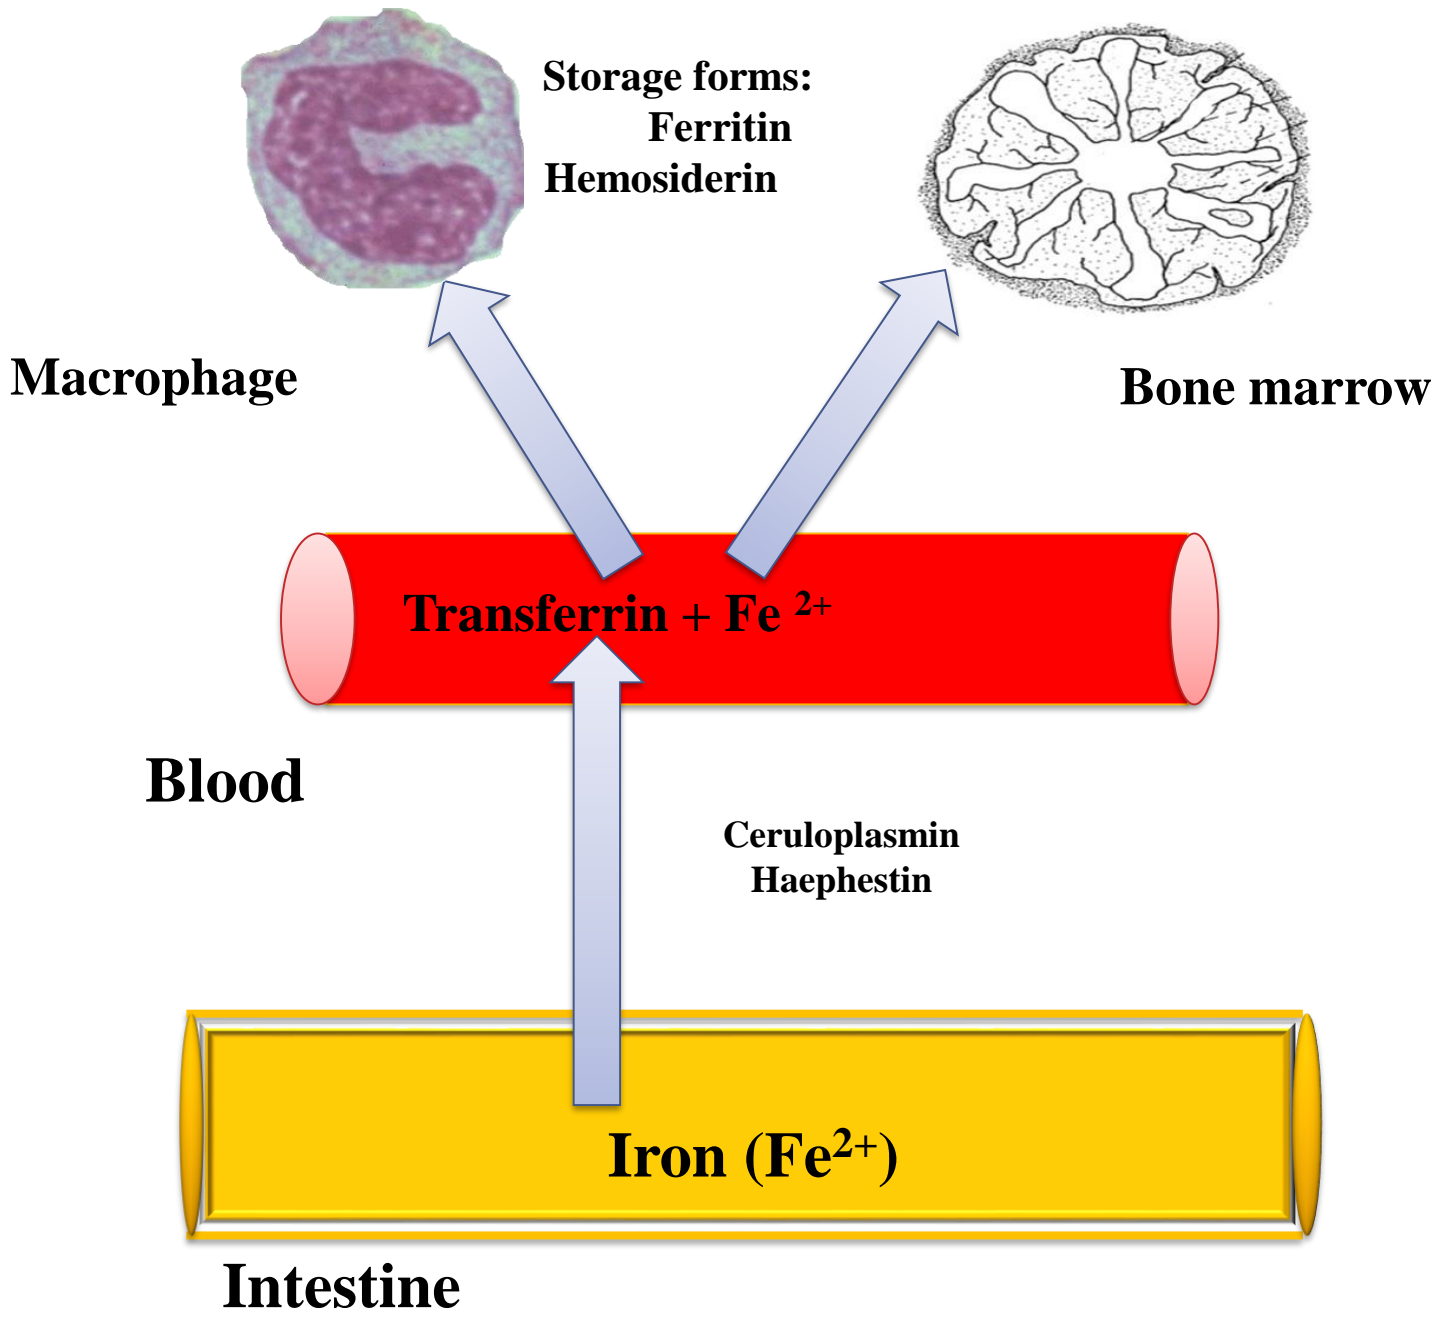 Storage forms:
Ferritin
Hemosiderin
Macrophage
Bone marrow
Transferrin + Fe 2+
Blood
Ceruloplasmin
Haephestin
Iron (Fe2+)
Intestine